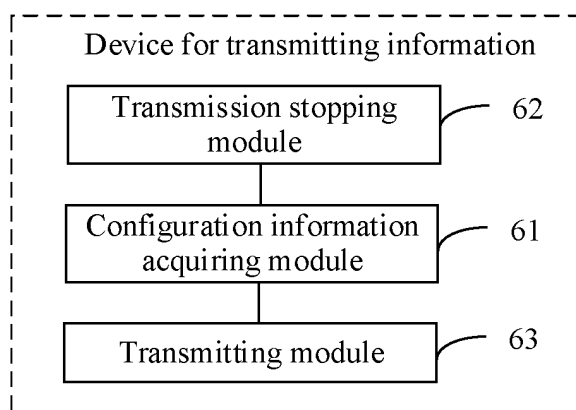 Device for transmitting information
Transmission stopping
module
62
Configuration information
acquiring module
61
Transmitting module
63